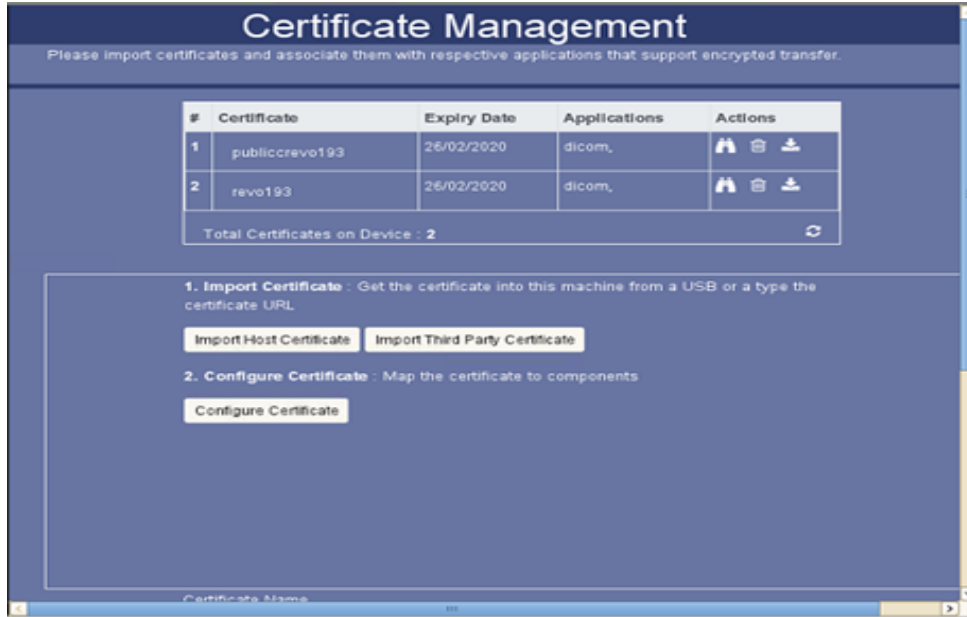 Certificate Management
Please import certificates and associate them with respective applications that support encrypted transfer.
# Certificate Expiry Date Applications Actions
1 publiccrevo193 26/02/2020 dicom,
2 revo193 26/02/2020 dicom,
Total Certificates on Device : 2
1. Import Certificate : Get the certificate into this machine from a USB or a type the
certificate URL
Import Host Certificate Import Third Party Certificate
2. Configure Certificate : Map the certificate to components
Configure Certificate
Certificate Name